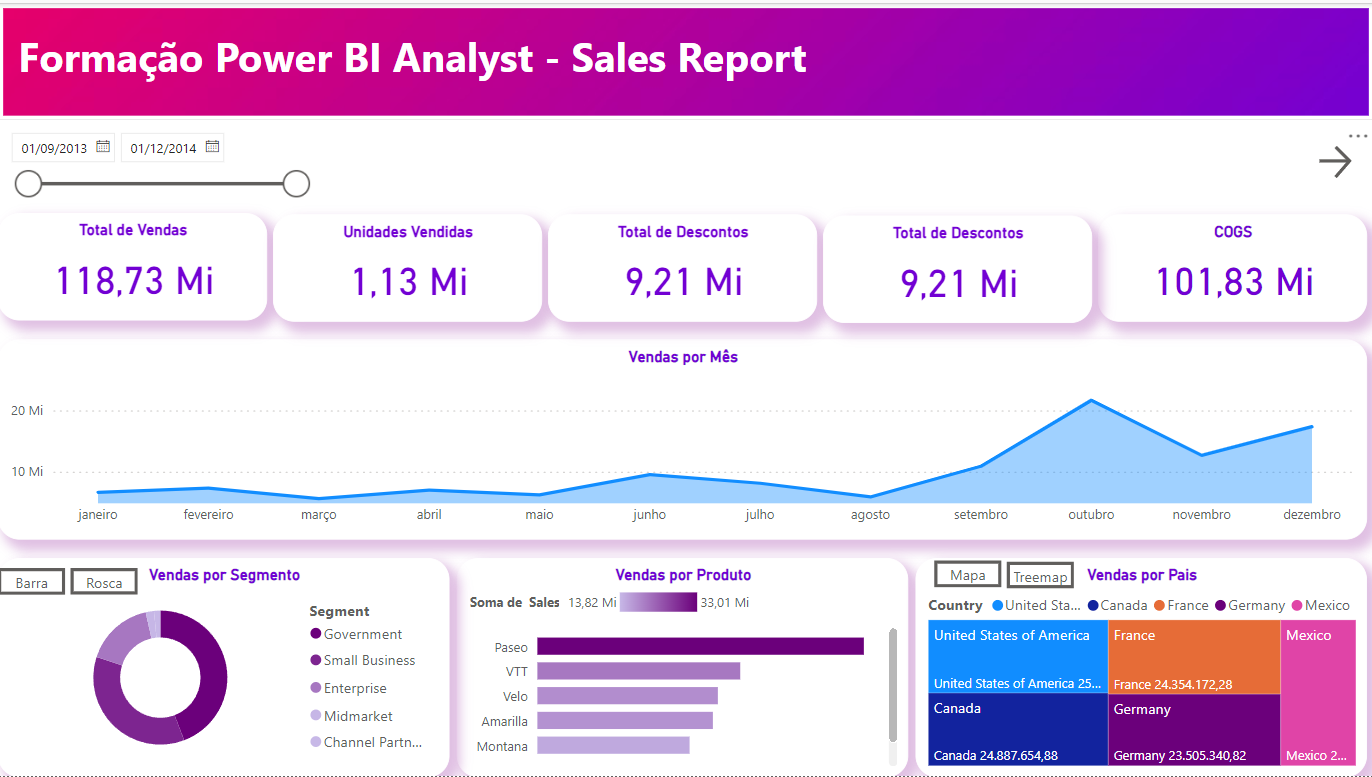 Formação Power BI Analyst - Sales Report
01/09/2013 01/12/2014
Total de Vendas
118,73 Mi
Unidades Vendidas
1,13 Mi
Total de Descontos
9,21 Mi
Total de Descontos
9,21 Mi
COGS
101,83 Mi
Vendas por Mês
20 Mi
10 Mi
janeiro fevereiro março abril maio junho julho agosto setembro outubro novembro dezembro
Barra Rosca Vendas por Segmento
Segment
Government
Small Business
Enterprise
Midmarket
Channel Partn...
Vendas por Produto
Soma de Sales 13,82 Mi 33,01 Mi
Paseo
VTT
Velo
Amarilla
Montana
Mapa Treemap Vendas por Pais
Country United Sta... Canada France Germany Mexico
United States of America
United States of America 25...
France
France 24.354.172,28
Mexico
Mexico 2...
Canada
Canada 24.887.654,88
Germany
Germany 23.505.340,82